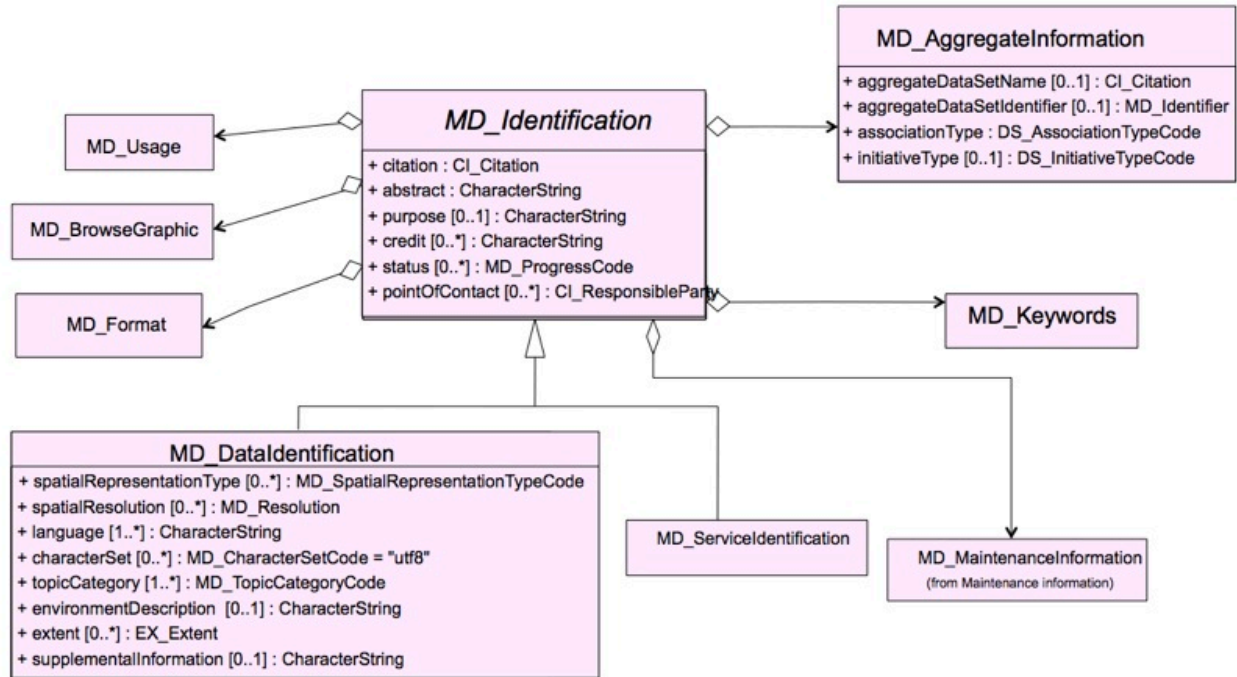 MD_AggregateInformation
+ aggregateDataSetName [0..1] : CI_Citation
+ aggregateDataSetIdentifier [0..1] : MD_Identifier
+ associationType : DS_AssociationTypeCode
+ initiativeType [0..1] : DS_InitiativeTypeCode
MD_Identification
+ citation : CI_Citation
+ abstract : CharacterString
+ purpose [0..1] : CharacterString
+ credit [0..*] : CharacterString
+ status [0..*] : MD_ProgressCode
+ pointOfContact [0..*] : CI_ResponsibleParty
MD_Usage
MD_BrowseGraphic
MD_Format
MD_Keywords
MD_DataIdentification
+ spatialRepresentationType [0..*] : MD_SpatialRepresentationTypeCode
+ spatialResolution [0..*] : MD_Resolution
+ language [1..*] : CharacterString
+ characterSet [0..*] : MD_CharacterSetCode = "utf8"
+ topicCategory [1..*] : MD_TopicCategoryCode
+ environmentDescription [0..1] : CharacterString
+ extent [0..*] : EX_Extent
+ supplementalInformation [0..1] : CharacterString
MD_ServiceIdentification
MD_MaintenanceInformation
(from Maintenance information)